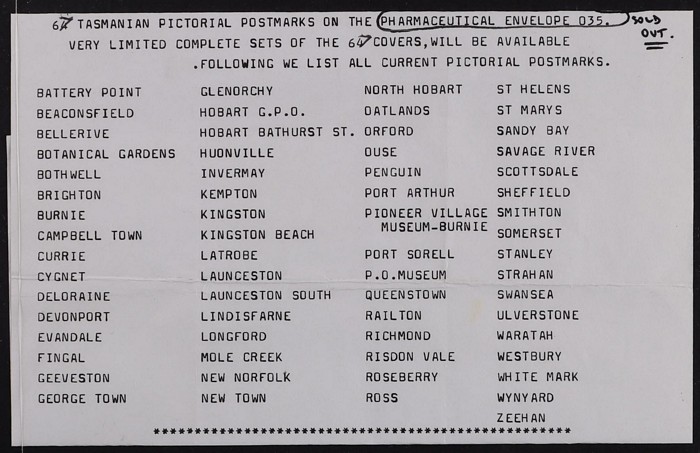 64 TASMANIAN PICTORIAL POSTMARKS ON THE PHARMACEUTICAL ENVELOPE 035.
SOLD
OUT.
VERY LIMITED COMPLETE SETS OF THE 64 COVERS,WILL BE AVAILABLE
.FOLLOWING WE LIST ALL CURRENT PICTORIAL POSTMARKS.
BATTERY POINT
BEACONSFIELD
BELLERIVE
BOTANICAL GARDENS
BOTHWELL
BRIGHTON
BURNIE
CAMPBELL TOWN
CURRIE
CYGNET
DELORAINE
DEVONPORT
EVANDALE
FINGAL
GEEVESTON
GEORGE TOWN
GLENORCHY
HOBART G.P.O.
HOBART BATHURST ST.
HUONVILLE
INVERMAY
KEMPTON
KINGSTON
KINGSTON BEACH
LATROBE
LAUNCESTON
LAUNCESTON SOUTH
LINDISFARNE
LONGFORD
MOLE CREEK
NEW NORFOLK
NEW TOWN
NORTH HOBART
OATLANDS
ORFORD
OUSE
PENGUIN
PORT ARTHUR
PIONEER VILLAGE
MUSEUM-BURNIE
PORT SORELL
P.O.MUSEUM
QUEENSTOWN
RAILTON
RICHMOND
RISDON VALE
ROSEBERRY
ROSS
ST HELENS
ST MARYS
SANDY BAY
SAVAGE RIVER
SCOTTSDALE
SHEFFIELD
SMITHTON
SOMERSET
STANLEY
STRAHAN
SWANSEA
ULVERSTONE
WARATAH
WESTBURY
WHITE MARK
WYNYARD
ZEEHAN
**************************************************